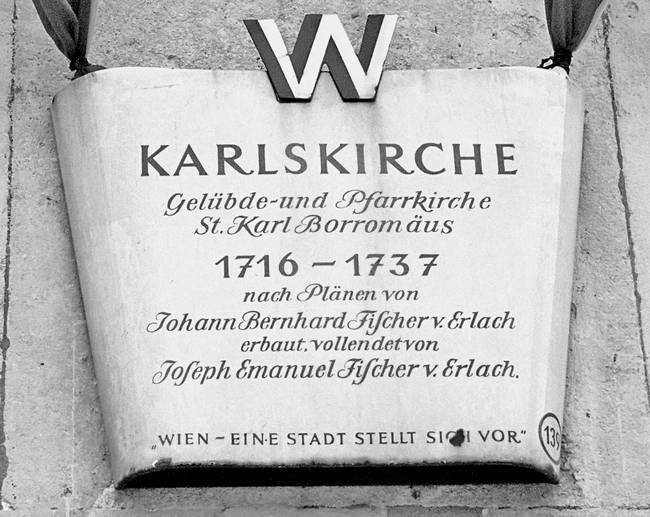 W
KARLSKIRCHE
Gelübde-und Pfarrkirche
St. Karl Borromäus
1716 – 1737
nach Plänen von
Johann Bernhard Fiſcher v. Erlach
erbaut, vollendet von
Joſeph Emanuel Fiſcher v. Erlach.
„WIEN – EINE STADT STELLT SICH VOR.“